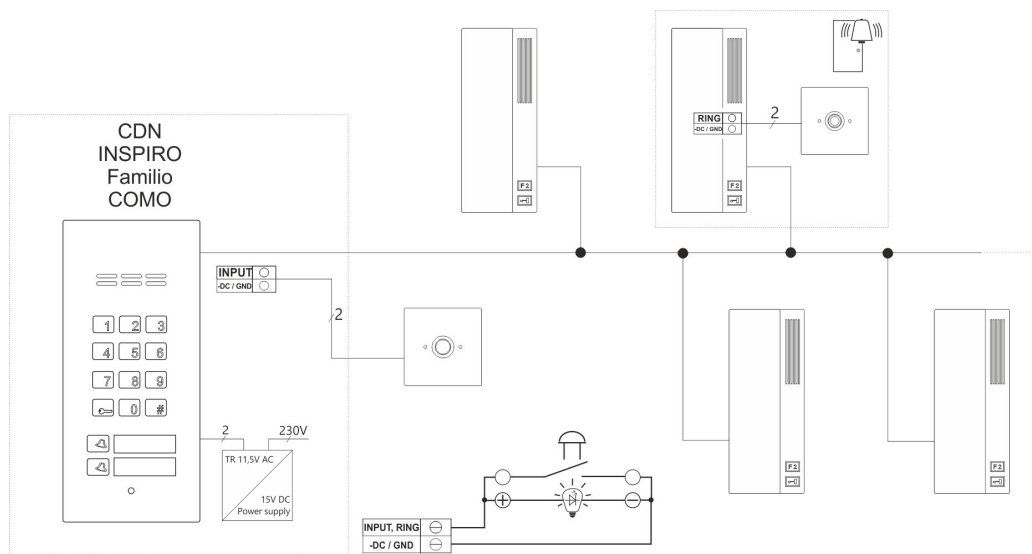 CDN
INSPIRO
Familio
COMO
1 2 3
4 5 6
7 8 9
0 #
INPUT
-DC / GND
2
2
230V
TR 11,5V AC
15V DC
Power supply
F2
RING
-DC / GND
2
F2
F2
F2
INPUT, RING
-DC / GND
+ −